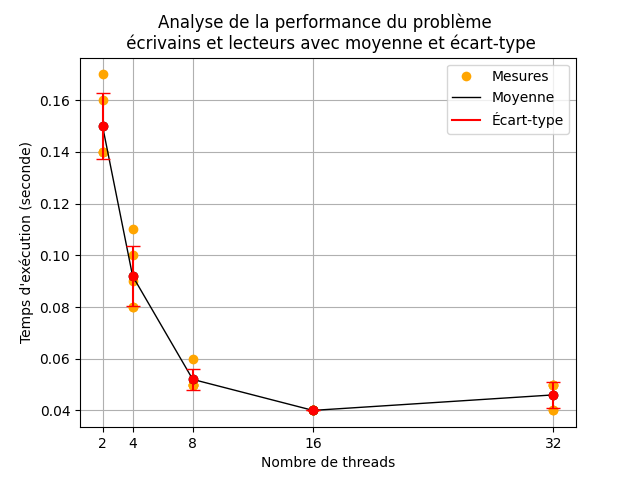 Analyse de la performance du problème
écrivains et lecteurs avec moyenne et écart-type
Mesures
Moyenne
Écart-type
Temps d'exécution (seconde)
0.16
0.14
0.12
0.10
0.08
0.06
0.04
2 4 8 16 32
Nombre de threads